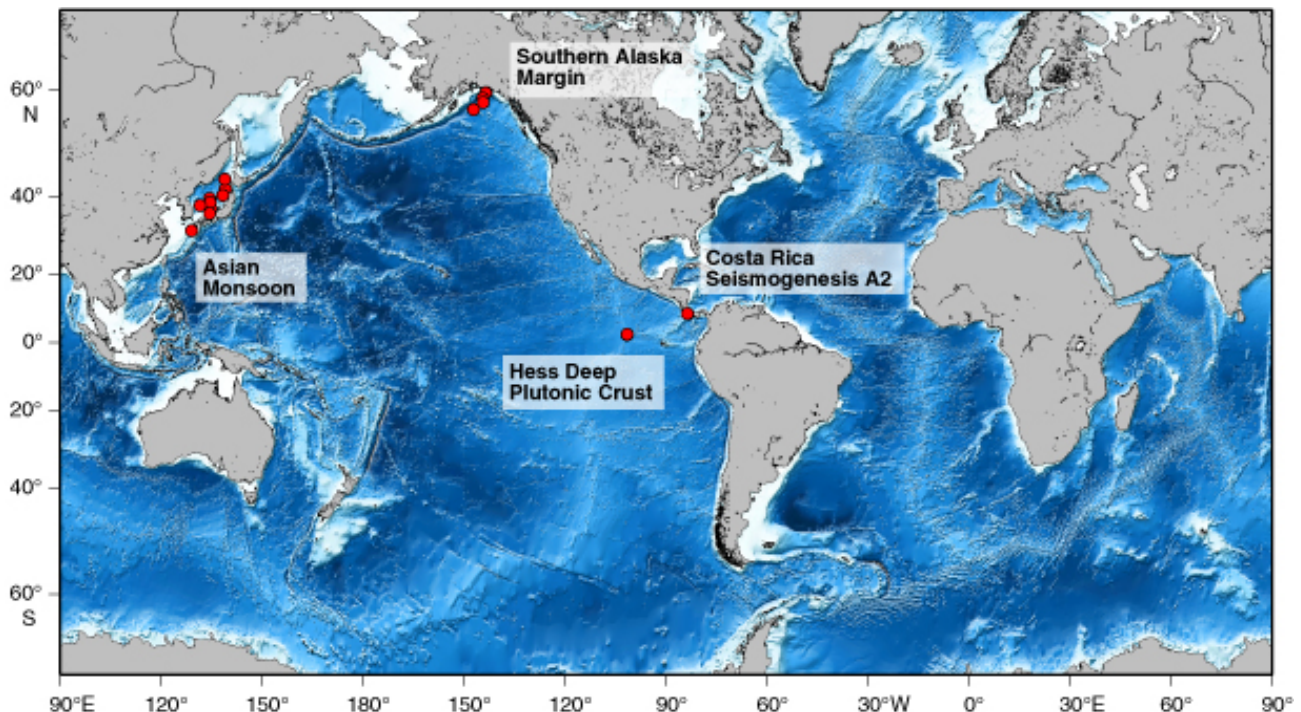 Southern Alaska
Margin
60°
N
40°
Asian
Monsoon
Costa Rica
Seismogenesis A2
20°
0°
Hess Deep
Plutonic Crust
20°
40°
60°
S
90°E 120° 150° 180° 150° 120° 90° 60° 30°W 0° 30°E 60° 90°